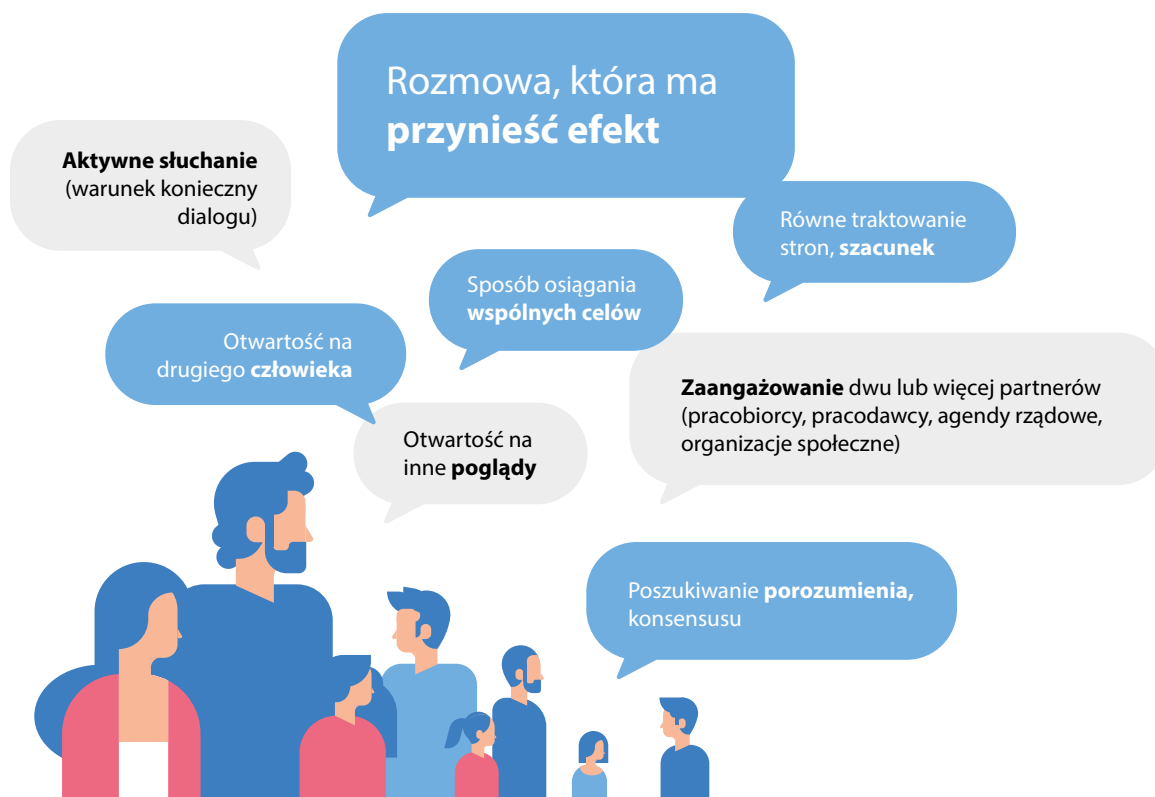 Rozmowa, która ma
przynieść efekt
Aktywne słuchanie
(warunek konieczny
dialogu)
Równe traktowanie
stron, szacunek
Sposób osiągania
wspólnych celów
Otwartość na
drugiego człowieka
Zaangażowanie dwu lub więcej partnerów
(pracobiorcy, pracodawcy, agendy rządowe,
organizacje społeczne)
Otwartość na
inne poglądy
Poszukiwanie porozumienia,
konsensusu